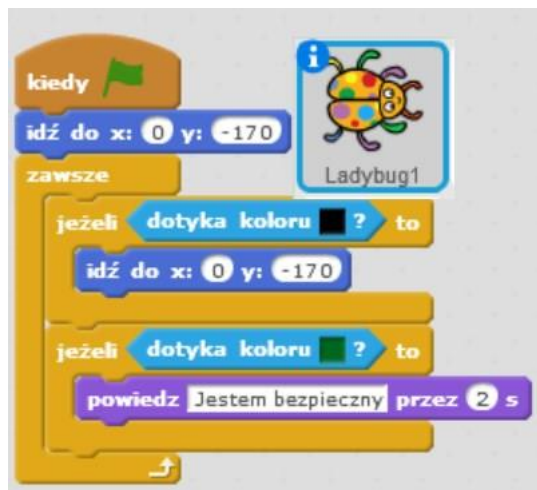 kiedy
idź do x: 0 y: -170
zawsze
jeżeli dotyka koloru ? to
idź do x: 0 y: -170
jeżeli dotyka koloru ? to
powiedz Jestem bezpieczny przez 2 s
i
Ladybug1